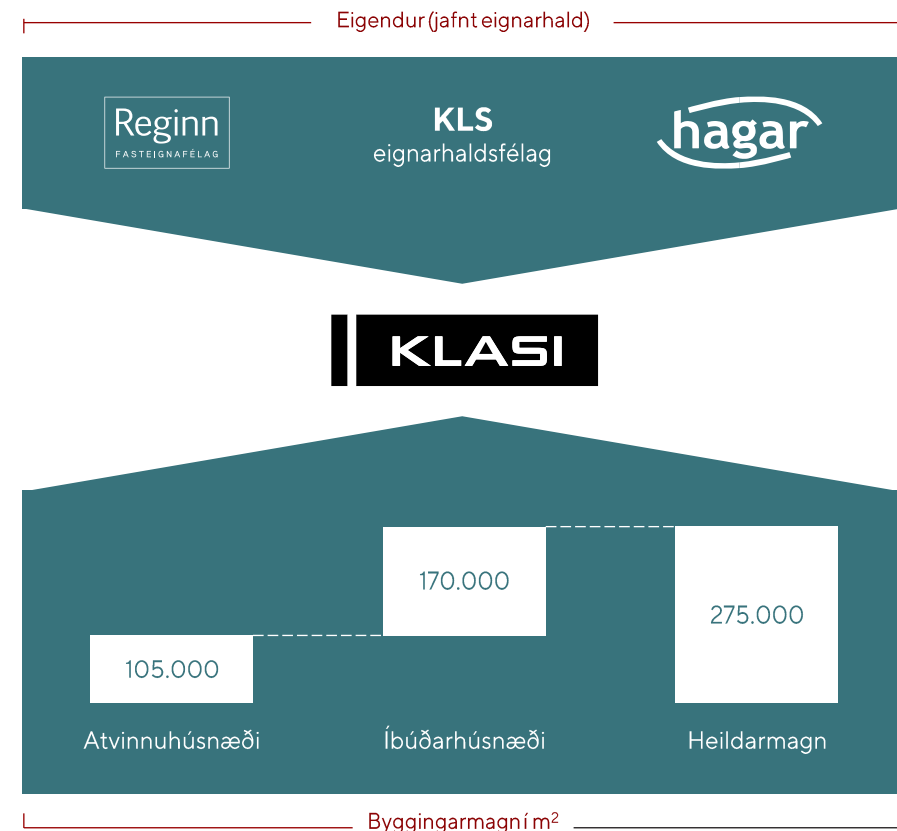 Eigendur (jafnt eignarhald)
Reginn
FASTEIGNAFÉLAG
KLS
eignarhaldsfélag
hagar
KLASI
105.000
170.000
275.000
Atvinnuhúsnæði
Íbúðarhúsnæði
Heildarmagn
Byggingarmagn í m²